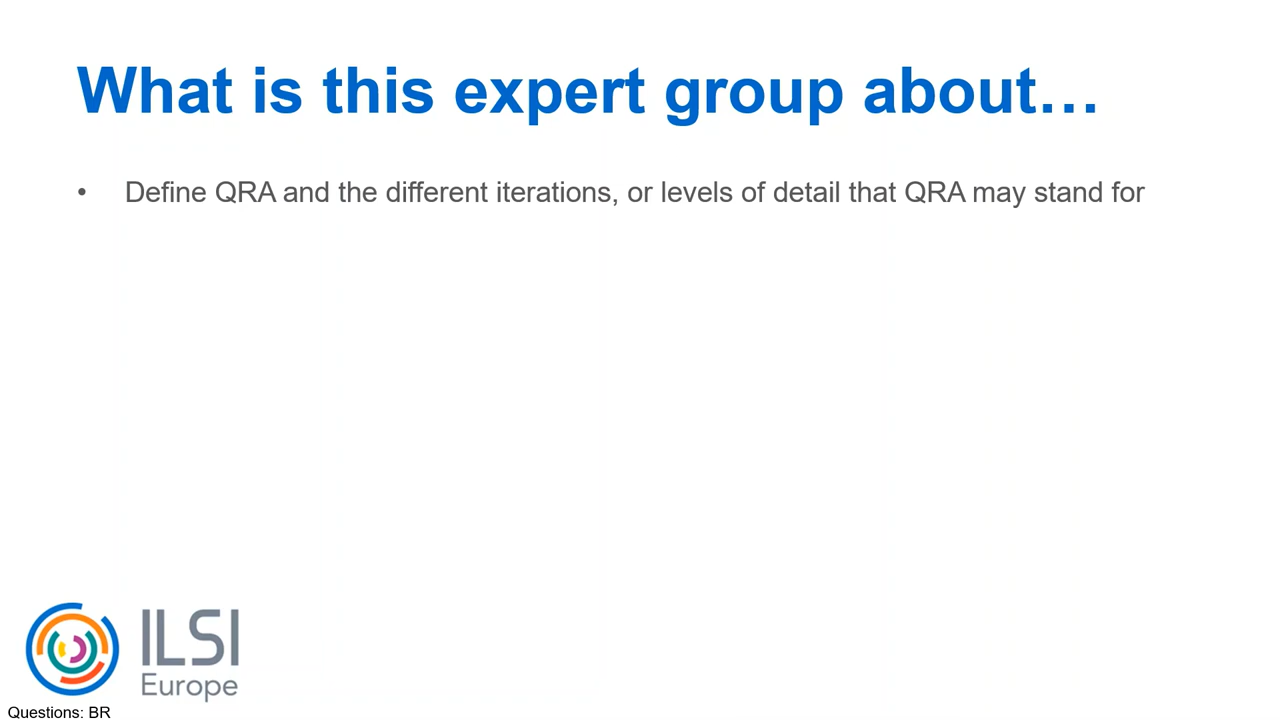 What is this expert group about…
• Define QRA and the different iterations, or levels of detail that QRA may stand for
ILSI
Europe
Questions: BR